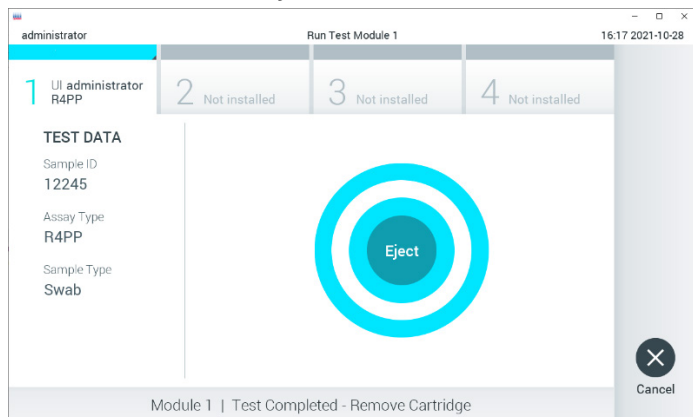 administrator Run Test Module 1 16:17 2021-10-28
1 UI administrator
R4PP
2 Not installed
3 Not installed
4 Not installed
TEST DATA
Sample ID
12245
Assay Type
R4PP
Sample Type
Swab
Eject
Cancel
Module 1 | Test Completed - Remove Cartridge